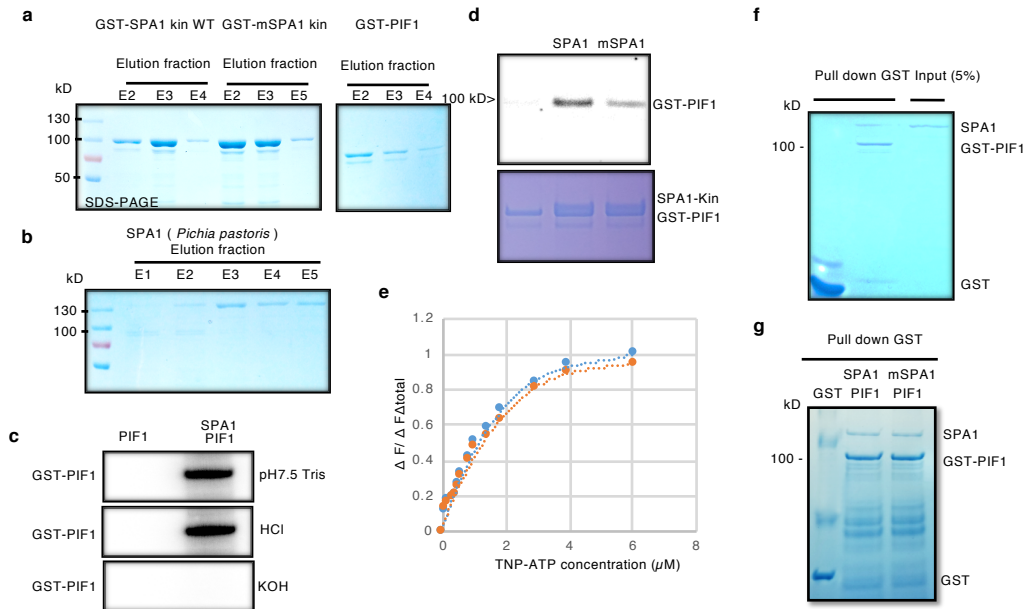 a
GST-SPA1 kin WT GST-mSPA1 kin GST-PIF1
Elution fraction Elution fraction Elution fraction
kD E2 E3 E4 E2 E3 E5 E2 E3 E4
130
100
50
SDS-PAGE
b
SPA1 ( Pichia pastoris )
Elution fraction
kD E1 E2 E3 E4 E5
130
100
c
PIF1 SPA1 PIF1
GST-PIF1 pH7.5 Tris
GST-PIF1 HCl
GST-PIF1 KOH
d
SPA1 mSPA1
100 kD> GST-PIF1
SPA1-Kin
GST-PIF1
e
1.2
1
0.8
0.6
0.4
0.2
0
0 2 4 6 8
Δ F/ Δ FΔtotal
TNP-ATP concentration (µM)
f
Pull down GST Input (5%)
kD
SPA1
100 - GST-PIF1
GST
g
Pull down GST
SPA1 mSPA1
GST PIF1 PIF1
kD
SPA1
100 - GST-PIF1
GST